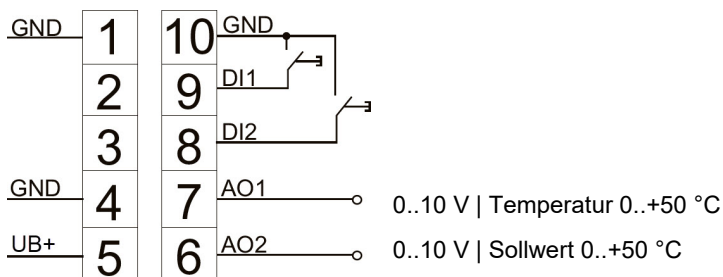 GND 1 10 GND
2 9 DI1
3 8 DI2
GND 4 7 AO1 0..10 V | Temperatur 0..+50 °C
UB+ 5 6 AO2 0..10 V | Sollwert 0..+50 °C